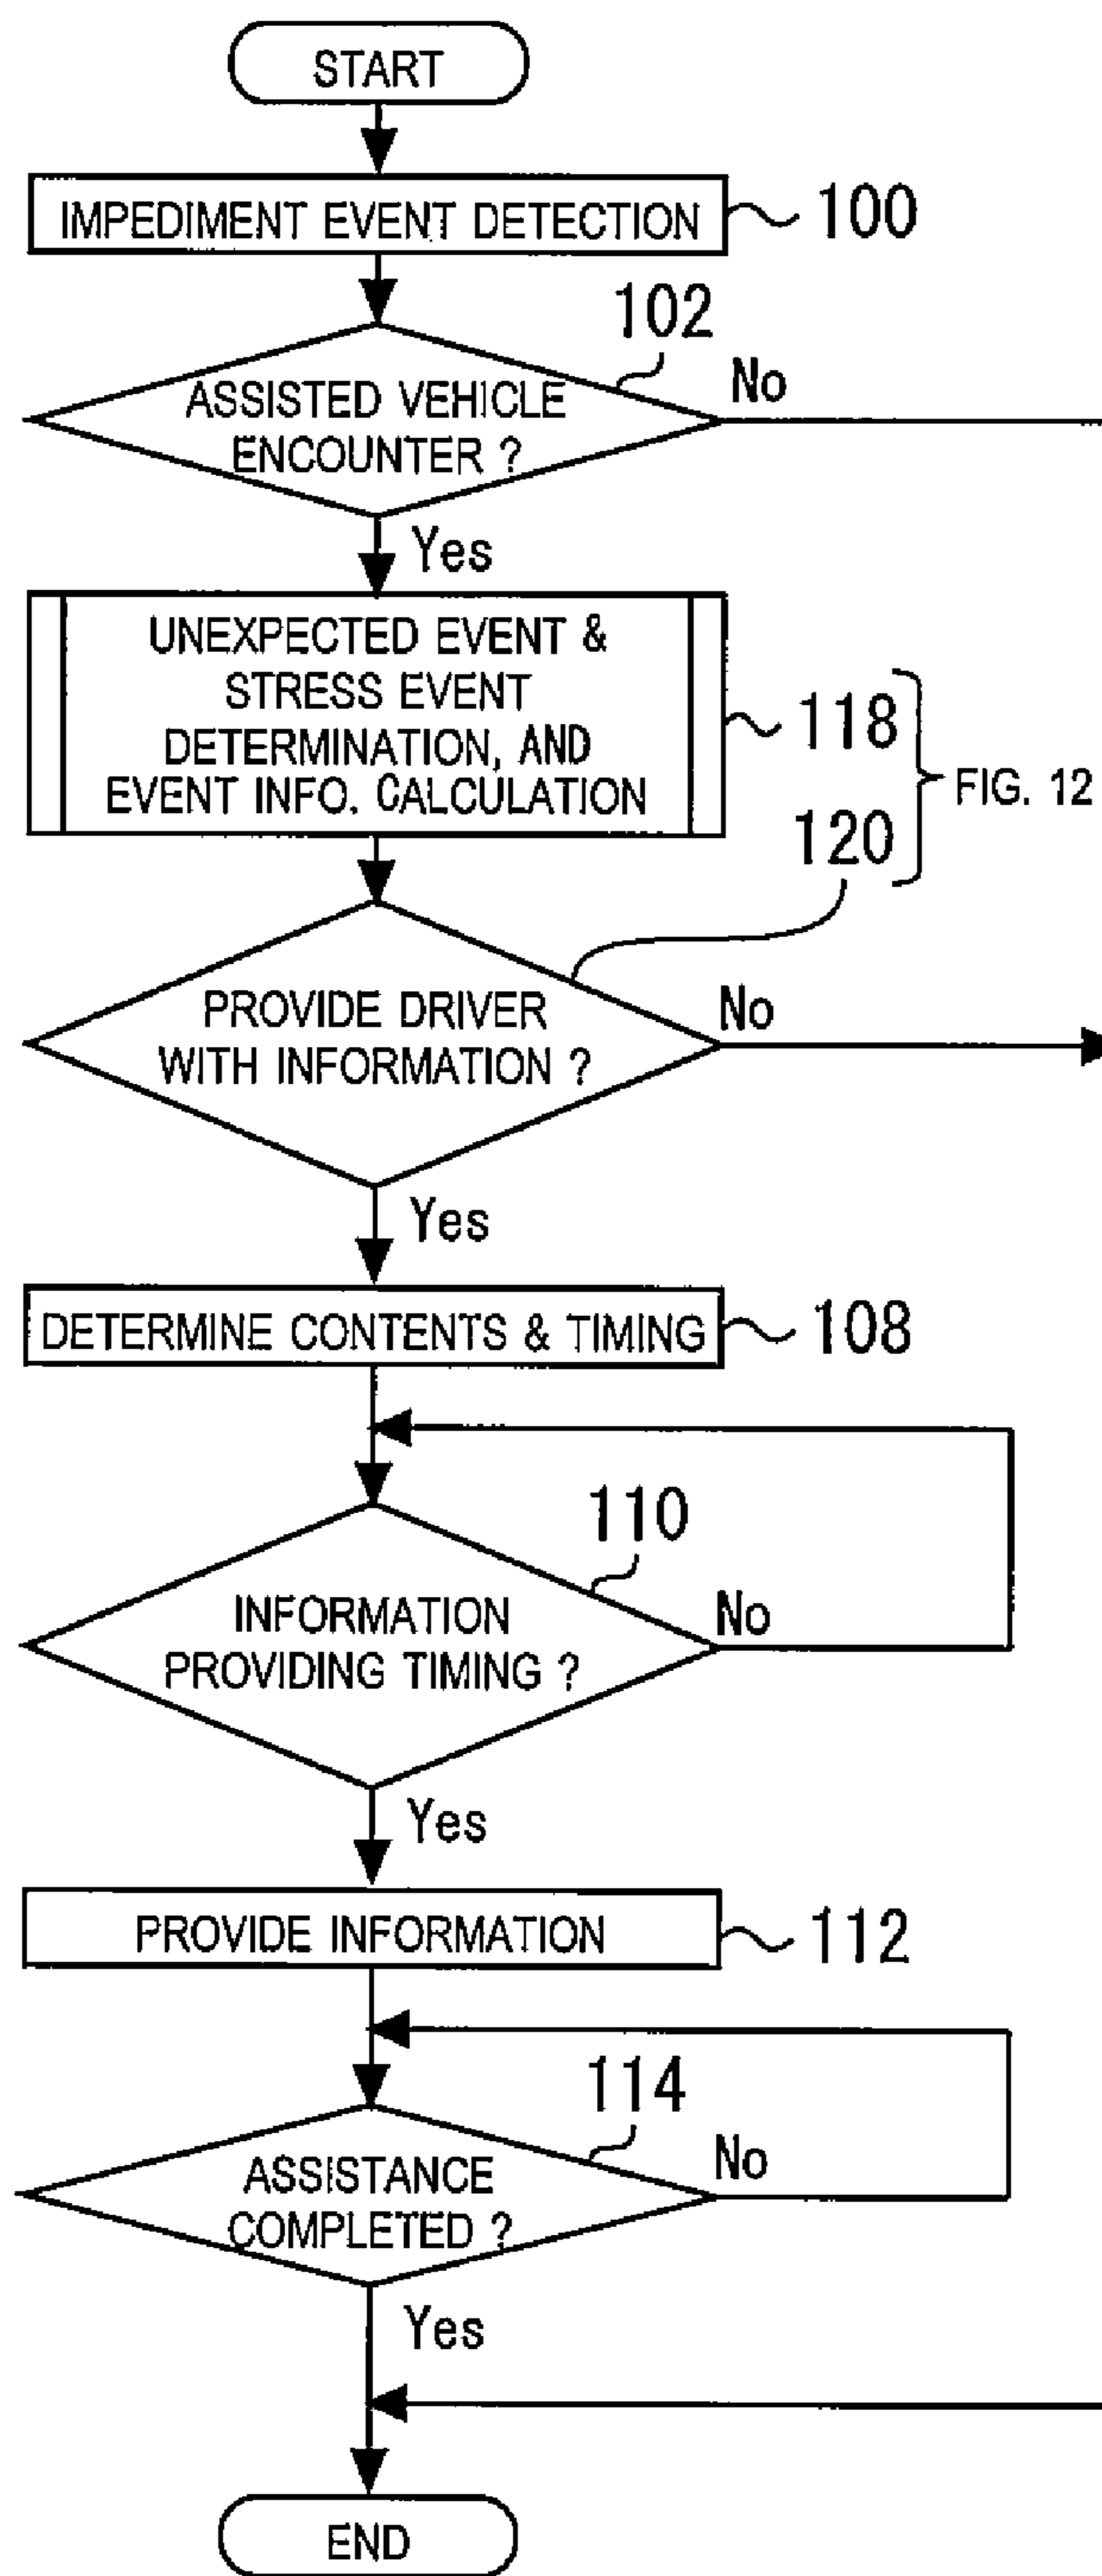 START
IMPEDIMENT EVENT DETECTION
100
102
ASSISTED VEHICLE
ENCOUNTER ?
No
Yes
UNEXPECTED EVENT &
STRESS EVENT
DETERMINATION, AND
EVENT INFO. CALCULATION
118
FIG. 12
120
PROVIDE DRIVER
WITH INFORMATION ?
No
Yes
DETERMINE CONTENTS & TIMING
108
110
INFORMATION
PROVIDING TIMING ?
No
Yes
PROVIDE INFORMATION
112
114
ASSISTANCE
COMPLETED ?
No
Yes
END